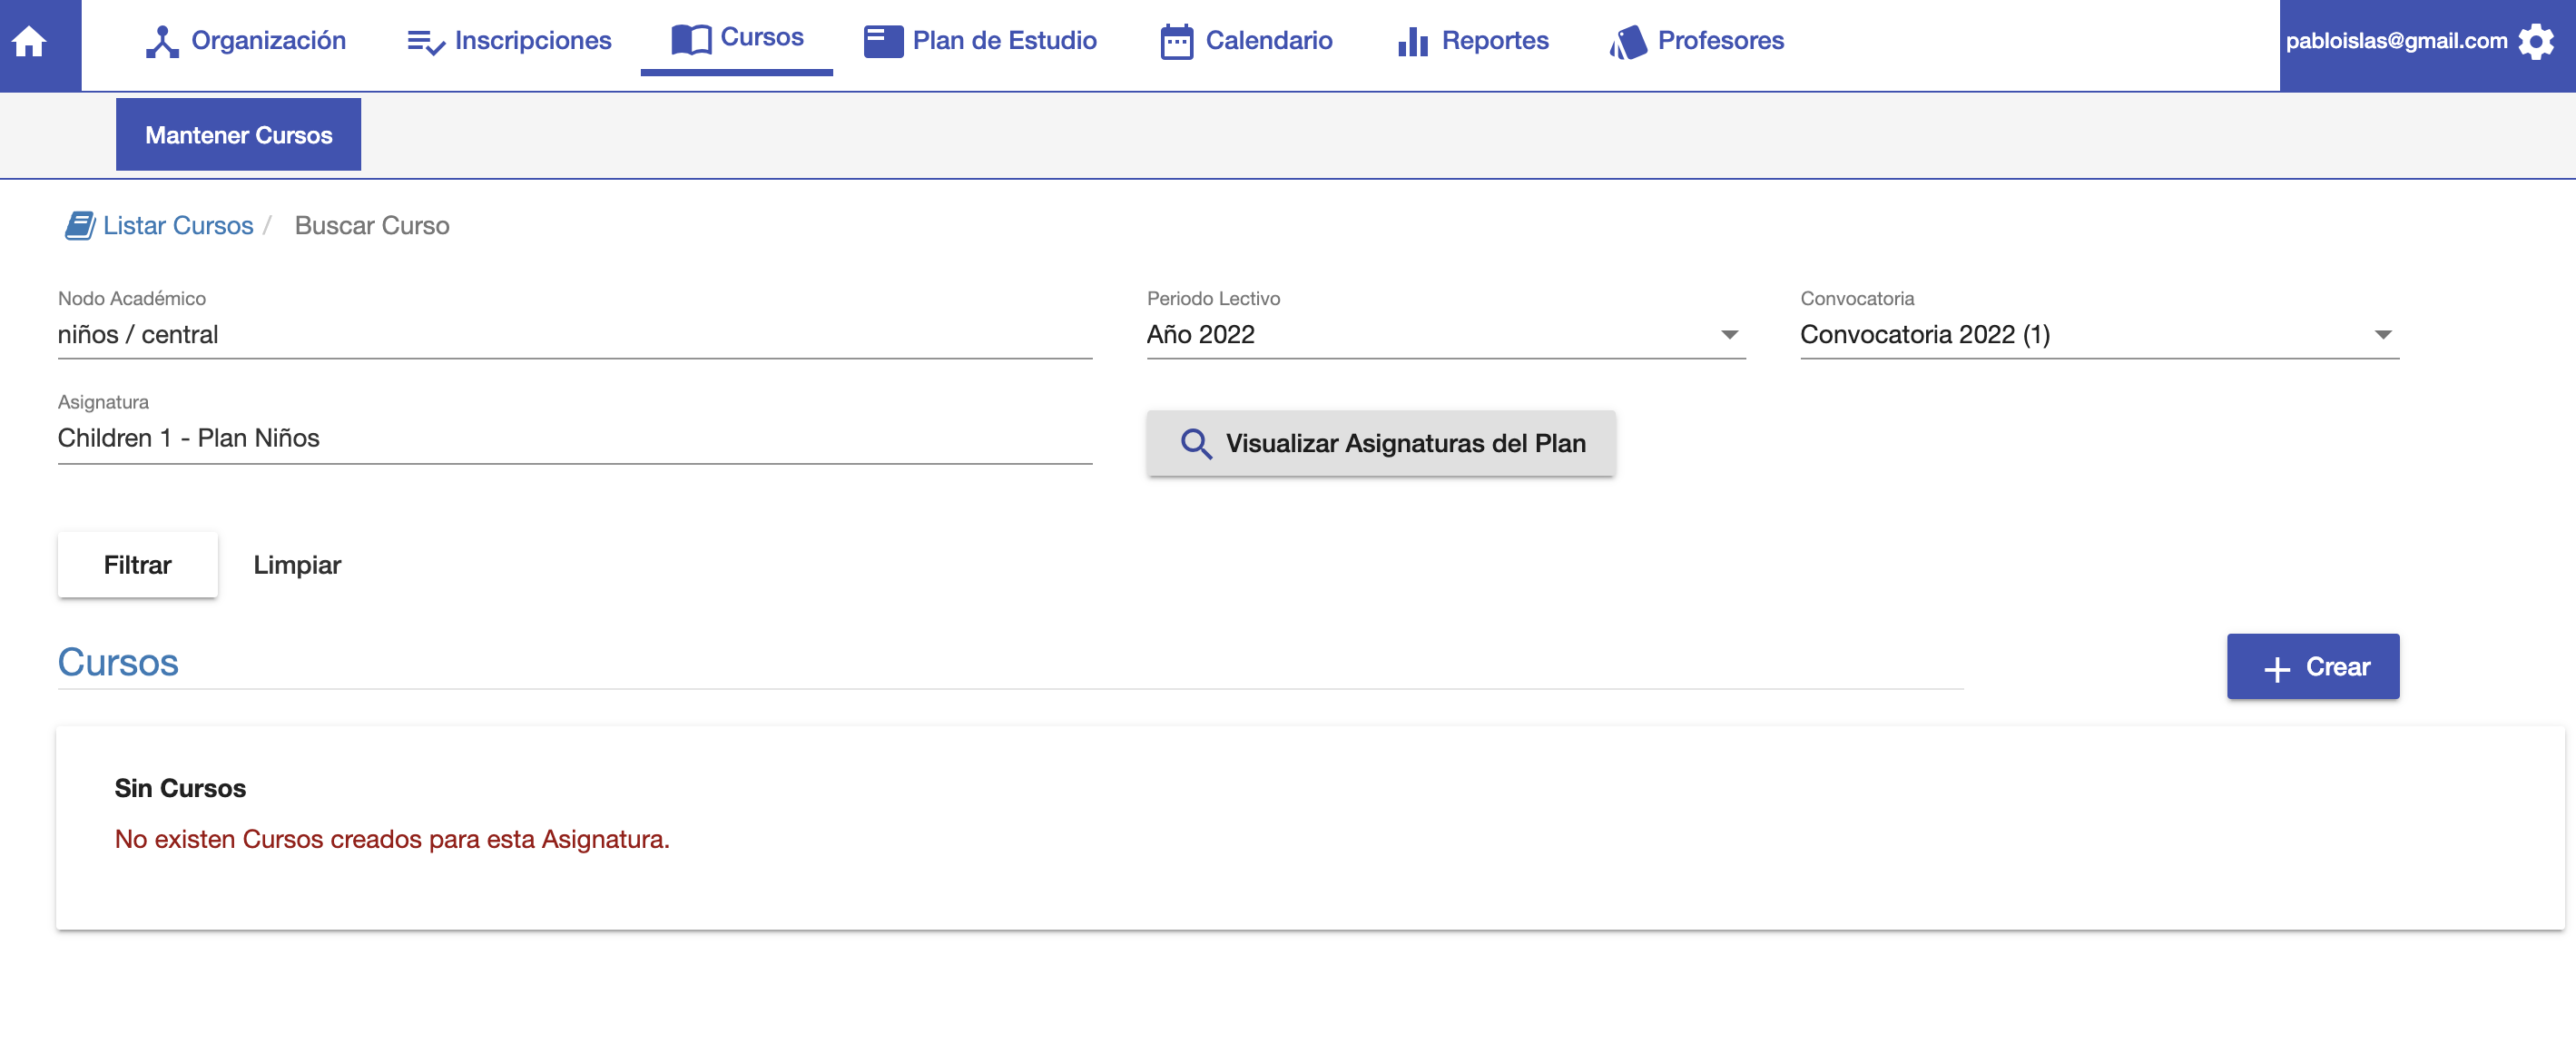 Organización Inscripciones Cursos Plan de Estudio Calendario Reportes Profesores pabloislas@gmail.com
Mantener Cursos
Listar Cursos / Buscar Curso
Nodo Académico Periodo Lectivo Convocatoria
niños / central Año 2022 Convocatoria 2022 (1)
Asignatura
Children 1 - Plan Niños Visualizar Asignaturas del Plan
Filtrar Limpiar
Cursos Crear
Sin Cursos
No existen Cursos creados para esta Asignatura.